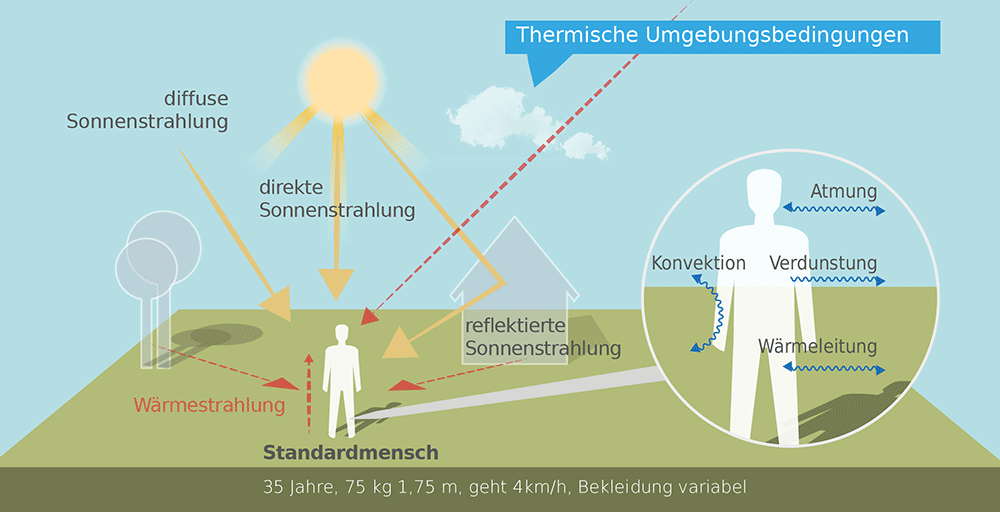 Thermische Umgebungsbedingungen
diffuse
Sonnenstrahlung
direkte
Sonnenstrahlung
Atmung
Konvektion
Verdunstung
reflektierte
Sonnenstrahlung
Wärmeleitung
Wärmestrahlung
Standardmensch
35 Jahre, 75 kg 1,75 m, geht 4km/h, Bekleidung variabel